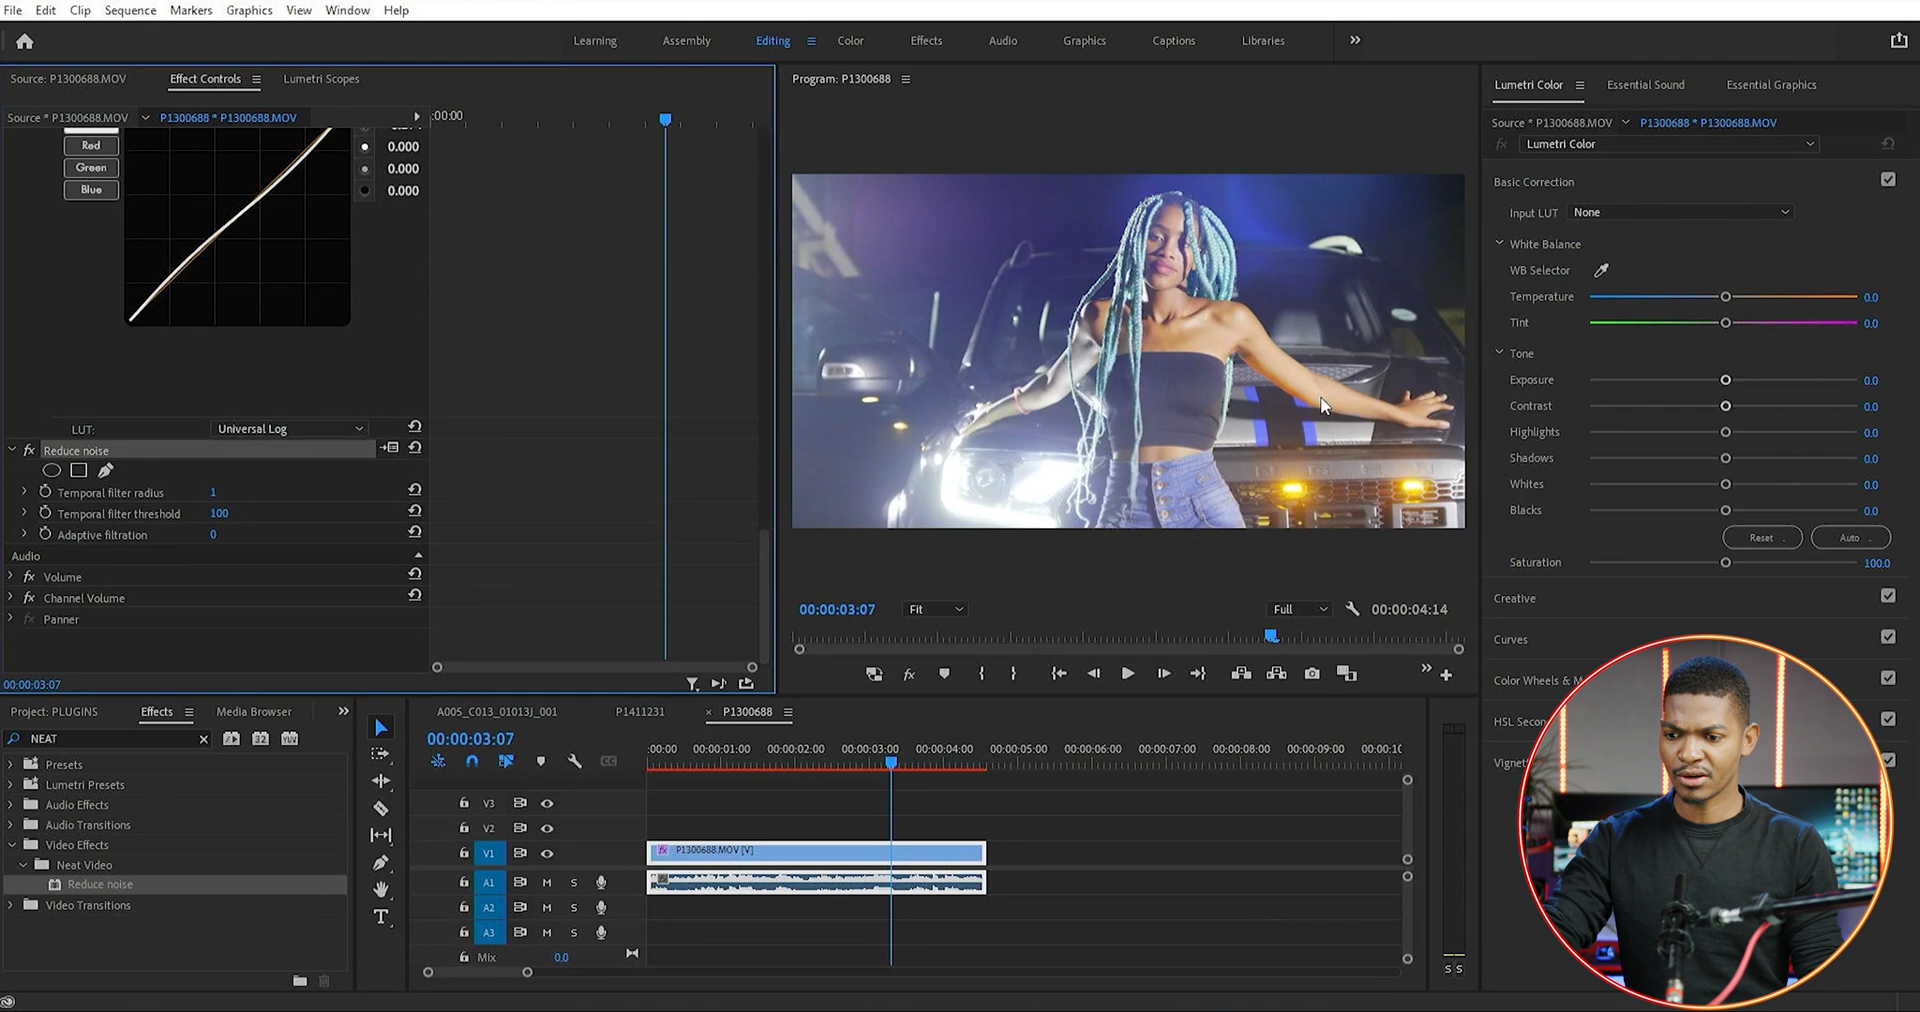 File Edit Clip Sequence Markers Graphics View Window Help
Learning Assembly Editing Color Effects Audio Graphics Captions Libraries
Source: P1300688.MOV Effect Controls Lumetri Scopes
Source * P1300688.MOV P1300688 * P1300688.MOV :00:00
Red 0.000
Green 0.000
Blue 0.000
LUT: Universal Log
fx Reduce noise
Temporal filter radius 1
Temporal filter threshold 100
Adaptive filtration 0
Audio
fx Volume
fx Channel Volume
fx Panner
00:00:03:07
Program: P1300688
00:00:03:07 Fit Full 00:00:04:14
fx
Lumetri Color Essential Sound Essential Graphics
Source * P1300688.MOV P1300688 * P1300688.MOV
fx Lumetri Color
Basic Correction
Input LUT None
White Balance
WB Selector
Temperature 0.0
Tint 0.0
Tone
Exposure 0.0
Contrast 0.0
Highlights 0.0
Shadows 0.0
Whites 0.0
Blacks 0.0
Reset Auto
Saturation 100.0
Creative
Curves
Color Wheels & M
HSL Secon
Vignet
Project: PLUGINS Effects Media Browser
NEAT 32 YUV
Presets
Lumetri Presets
Audio Effects
Audio Transitions
Video Effects
Neat Video
Reduce noise
Video Transitions
A005_C013_01013J_001 P1411231 × P1300688
00:00:03:07
:00:00 00:00:01:00 00:00:02:00 00:00:03:00 00:00:04:00 00:00:05:00 00:00:06:00 00:00:07:00 00:00:08:00 00:00:09:00 00:00:10
V3
V2
V1 fx P1300688.MOV [V]
A1 M S
A2 M S
A3 M S
Mix 0.0
S S